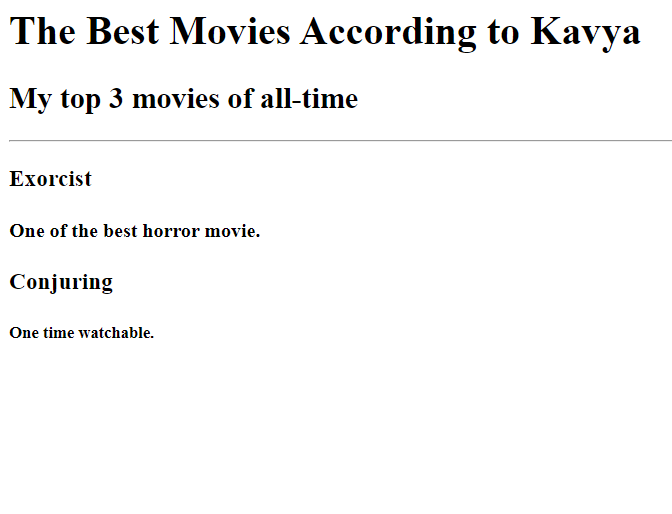 The Best Movies According to Kavya
My top 3 movies of all-time
Exorcist
One of the best horror movie.
Conjuring
One time watchable.